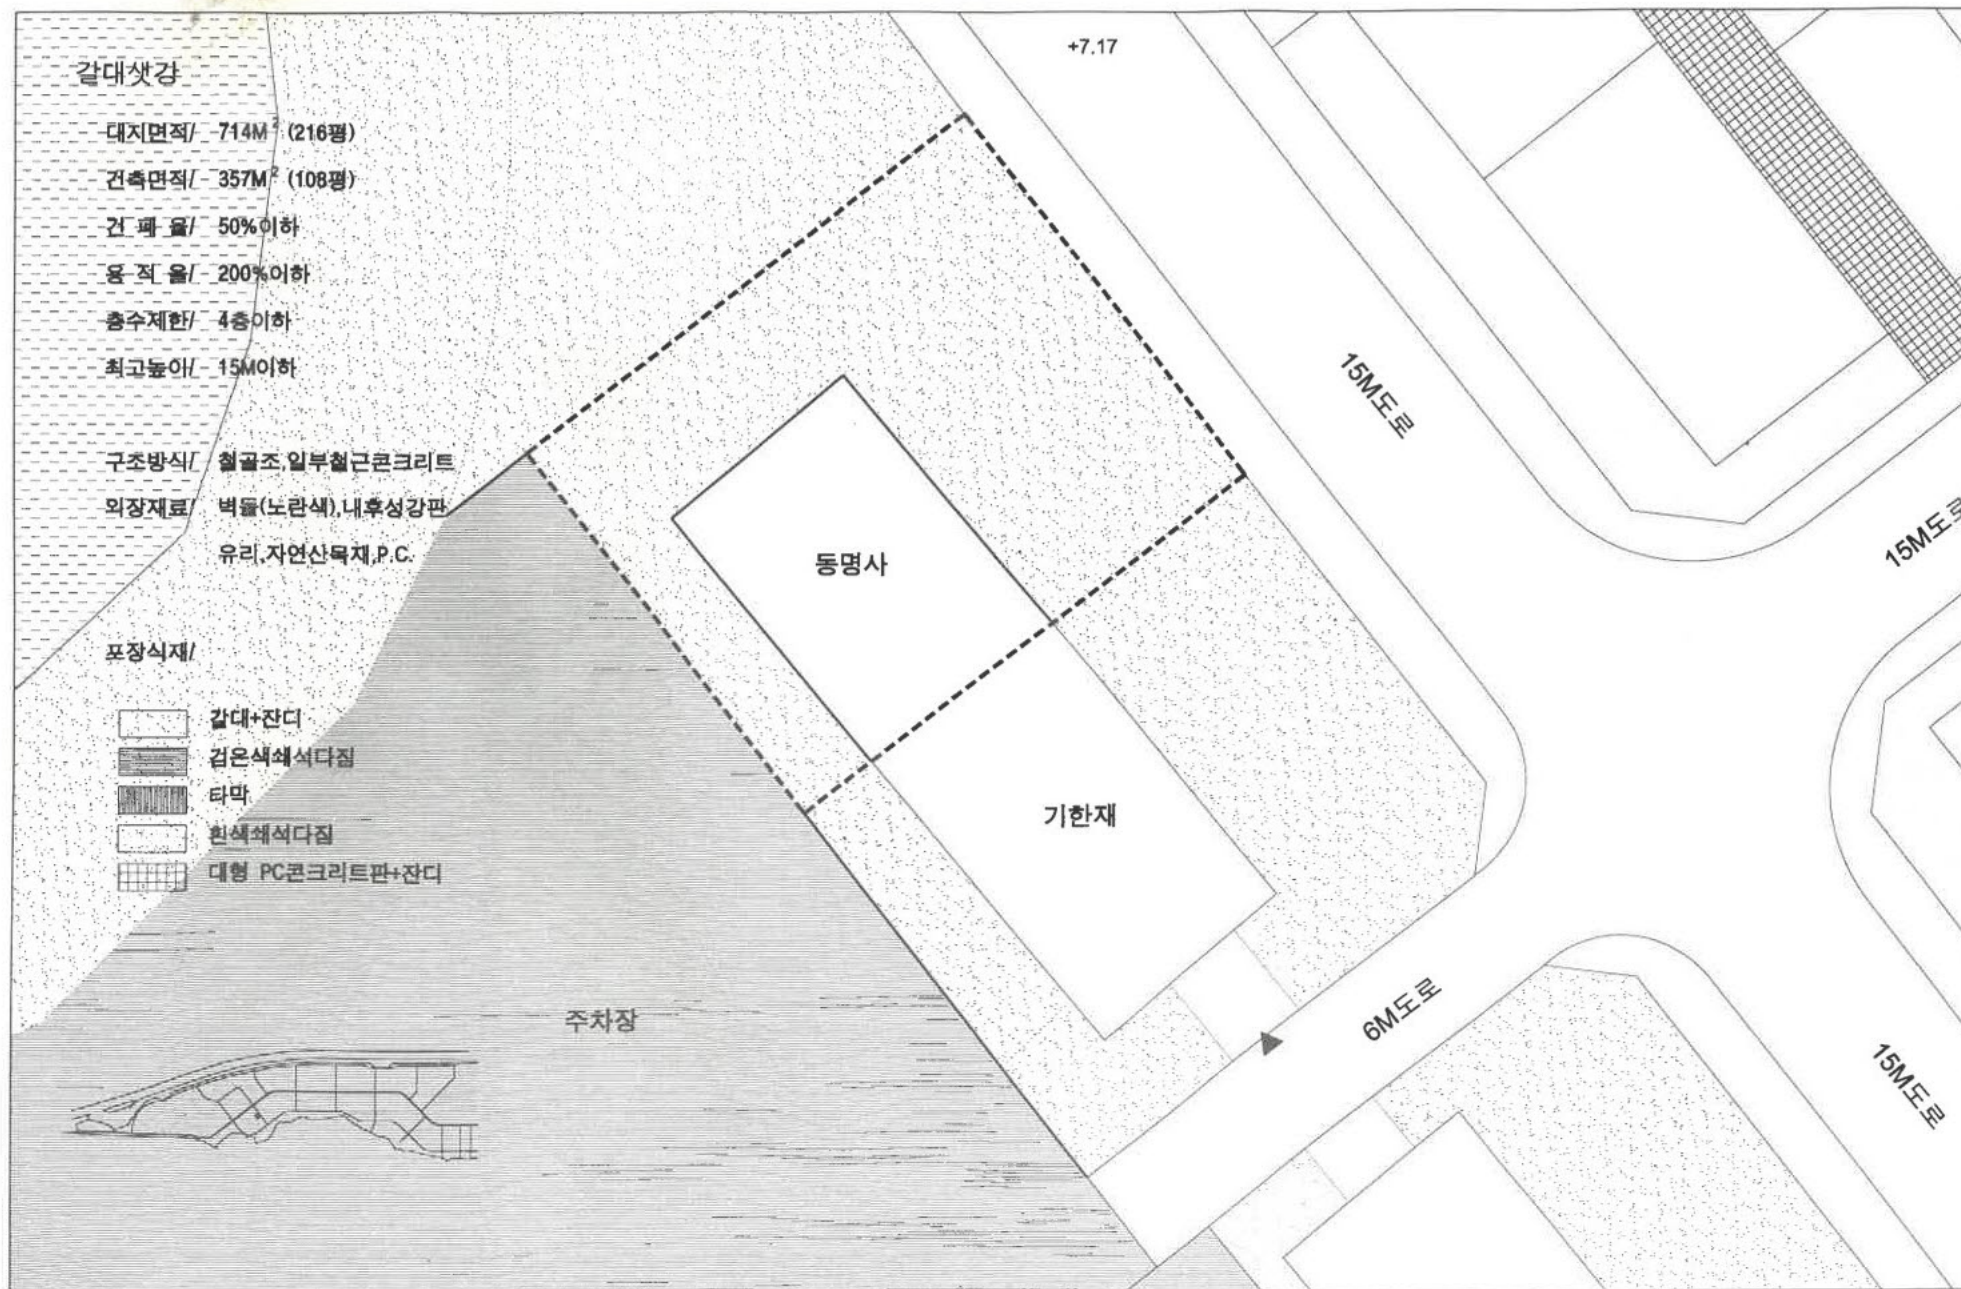 갈대샛강
대지면적/ 714M² (216평)
건축면적/ 357M² (108평)
건 폐 율/ 50%이하
용 적 율/ 200%이하
층수제한/ 4층이하
최고높이/ 15M이하
구조방식/ 철골조,일부철근콘크리트
외장재료/ 벽돌(노란색),내후성강판
유리,자연산목재,P.C.
포장식재/
갈대+잔디
검은색쇄석다짐
타막
흰색쇄석다짐
대형 PC콘크리트판+잔디
+7.17
15M도로
15M도로
동명사
기한재
주차장
6M도로
15M도로